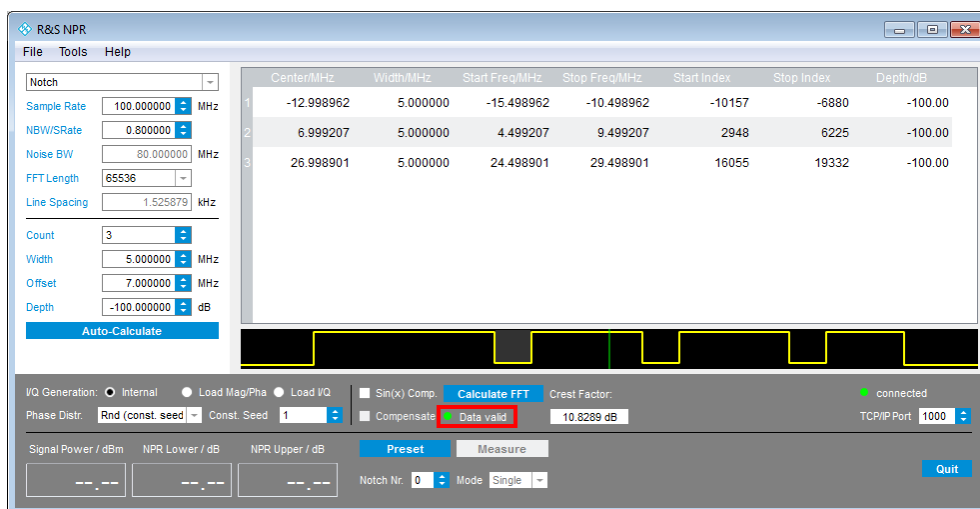 R&S NPR
File Tools Help
Notch
Sample Rate 100.000000 MHz
NBW/SRate 0.800000
Noise BW 80.000000 MHz
FFT Length 65536
Line Spacing 1.525879 kHz
Count 3
Width 5.000000 MHz
Offset 7.000000 MHz
Depth -100.000000 dB
Auto-Calculate
Center/MHz Width/MHz Start Freq/MHz Stop Freq/MHz Start Index Stop Index Depth/dB
1 -12.998962 5.000000 -15.498962 -10.498962 -10157 -6880 -100.00
2 6.999207 5.000000 4.499207 9.499207 2948 6225 -100.00
3 26.998901 5.000000 24.498901 29.498901 16055 19332 -100.00
I/Q Generation: Internal Load Mag/Pha Load I/Q Sin(x) Comp. Calculate FFT Crest Factor: connected
Phase Distr. Rnd (const. seed Const. Seed 1 Compensate Data valid 10.8289 dB TCP/IP Port 1000
Signal Power / dBm NPR Lower / dB NPR Upper / dB Preset Measure
--.-- --.-- --.-- Notch Nr. 0 Mode Single Quit